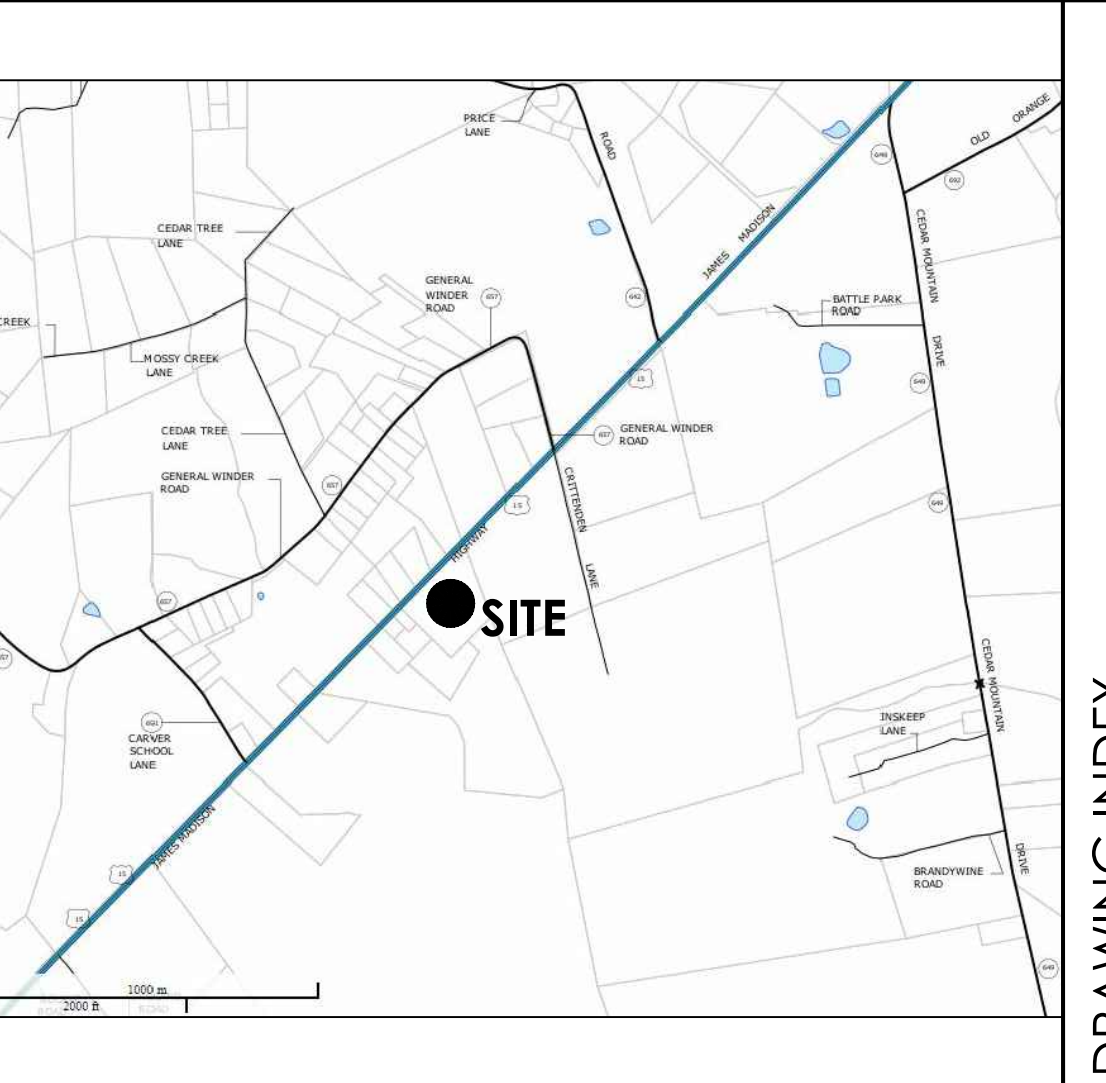 PRICE
LANE
ROAD
OLD ORANGE
649
692
CEDAR TREE
LANE
JAMES MADISON
CEDAR MOUNTAIN
GENERAL
WINDER
ROAD
657
642
BATTLE PARK
ROAD
CREEK
MOSSY CREEK
LANE
DRIVE
15
649
CEDAR TREE
LANE
657
GENERAL WINDER
ROAD
GENERAL WINDER
ROAD
657
CRITTENDEN
15
649
HIGHWAY
LANE
657
SITE
CEDAR MOUNTAIN
691
CARVER
SCHOOL
LANE
INSKEEP
LANE
JAMES MADISON
DRIVE
15
BRANDYWINE
ROAD
15
649
1000 m
2000 ft
ROAD
DRAWING INDEX